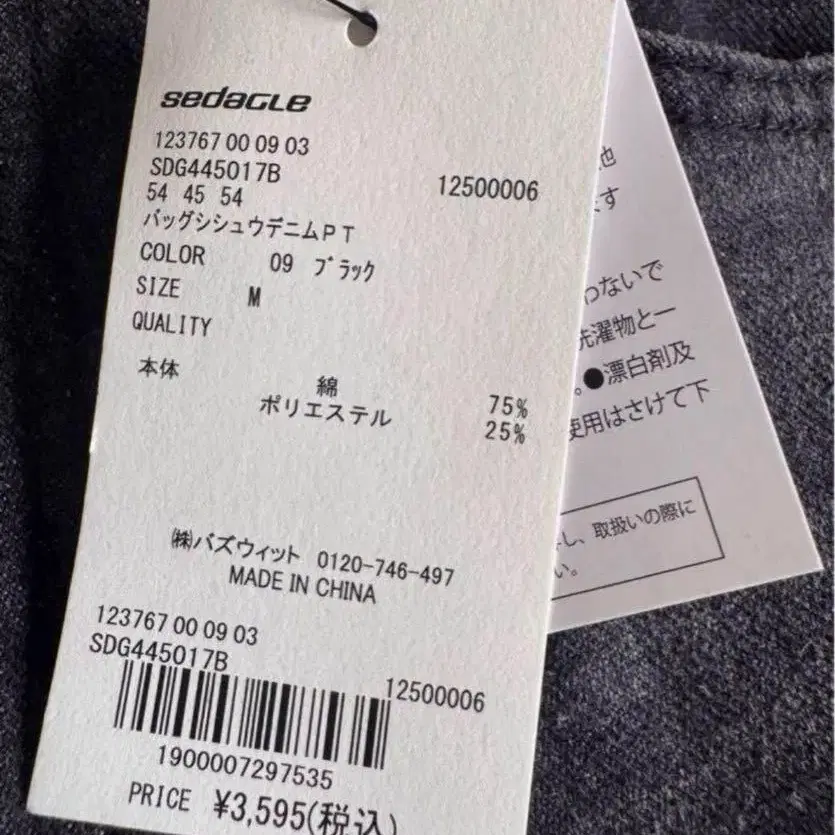 sedaGLe
123767 00 09 03
SDG445017B
12500006
54 45 54
バッグシシュウデニムPT
COLOR 09 ブラック
SIZE M
QUALITY
本体
綿 75%
ポリエステル 25%
㈱バズウィット 0120-746-497
MADE IN CHINA
123767 00 09 03
SDG445017B
12500006
1900007297535
PRICE ¥3,595(税込)
ます
わないで
洗濯物と一
。●漂白剤及
使用はさけて下
し、取扱いの際に
い。